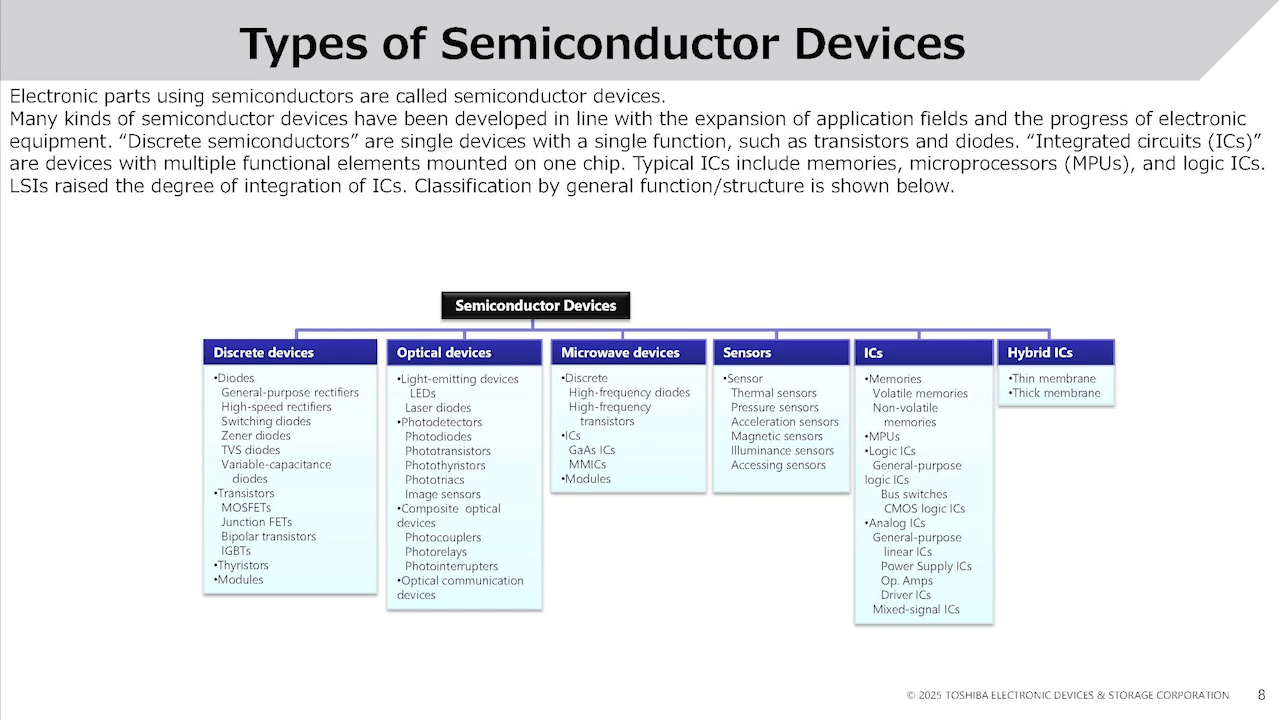 Types of Semiconductor Devices
Electronic parts using semiconductors are called semiconductor devices.
Many kinds of semiconductor devices have been developed in line with the expansion of application fields and the progress of electronic
equipment. “Discrete semiconductors” are single devices with a single function, such as transistors and diodes. “Integrated circuits (ICs)”
are devices with multiple functional elements mounted on one chip. Typical ICs include memories, microprocessors (MPUs), and logic ICs.
LSIs raised the degree of integration of ICs. Classification by general function/structure is shown below.
Semiconductor Devices
Discrete devices
•Diodes
General-purpose rectifiers
High-speed rectifiers
Switching diodes
Zener diodes
TVS diodes
Variable-capacitance
diodes
•Transistors
MOSFETs
Junction FETs
Bipolar transistors
IGBTs
•Thyristors
•Modules
Optical devices
•Light-emitting devices
LEDs
Laser diodes
•Photodetectors
Photodiodes
Phototransistors
Photothyristors
Phototriacs
Image sensors
•Composite optical
devices
Photocouplers
Photorelays
Photointerrupters
•Optical communication
devices
Microwave devices
•Discrete
High-frequency diodes
High-frequency
transistors
•ICs
GaAs ICs
MMICs
•Modules
Sensors
•Sensor
Thermal sensors
Pressure sensors
Acceleration sensors
Magnetic sensors
Illuminance sensors
Accessing sensors
ICs
•Memories
Volatile memories
Non-volatile
memories
•MPUs
•Logic ICs
General-purpose
logic ICs
Bus switches
CMOS logic ICs
•Analog ICs
General-purpose
linear ICs
Power Supply ICs
Op. Amps
Driver ICs
Mixed-signal ICs
Hybrid ICs
•Thin membrane
•Thick membrane
© 2025 TOSHIBA ELECTRONIC DEVICES & STORAGE CORPORATION
8